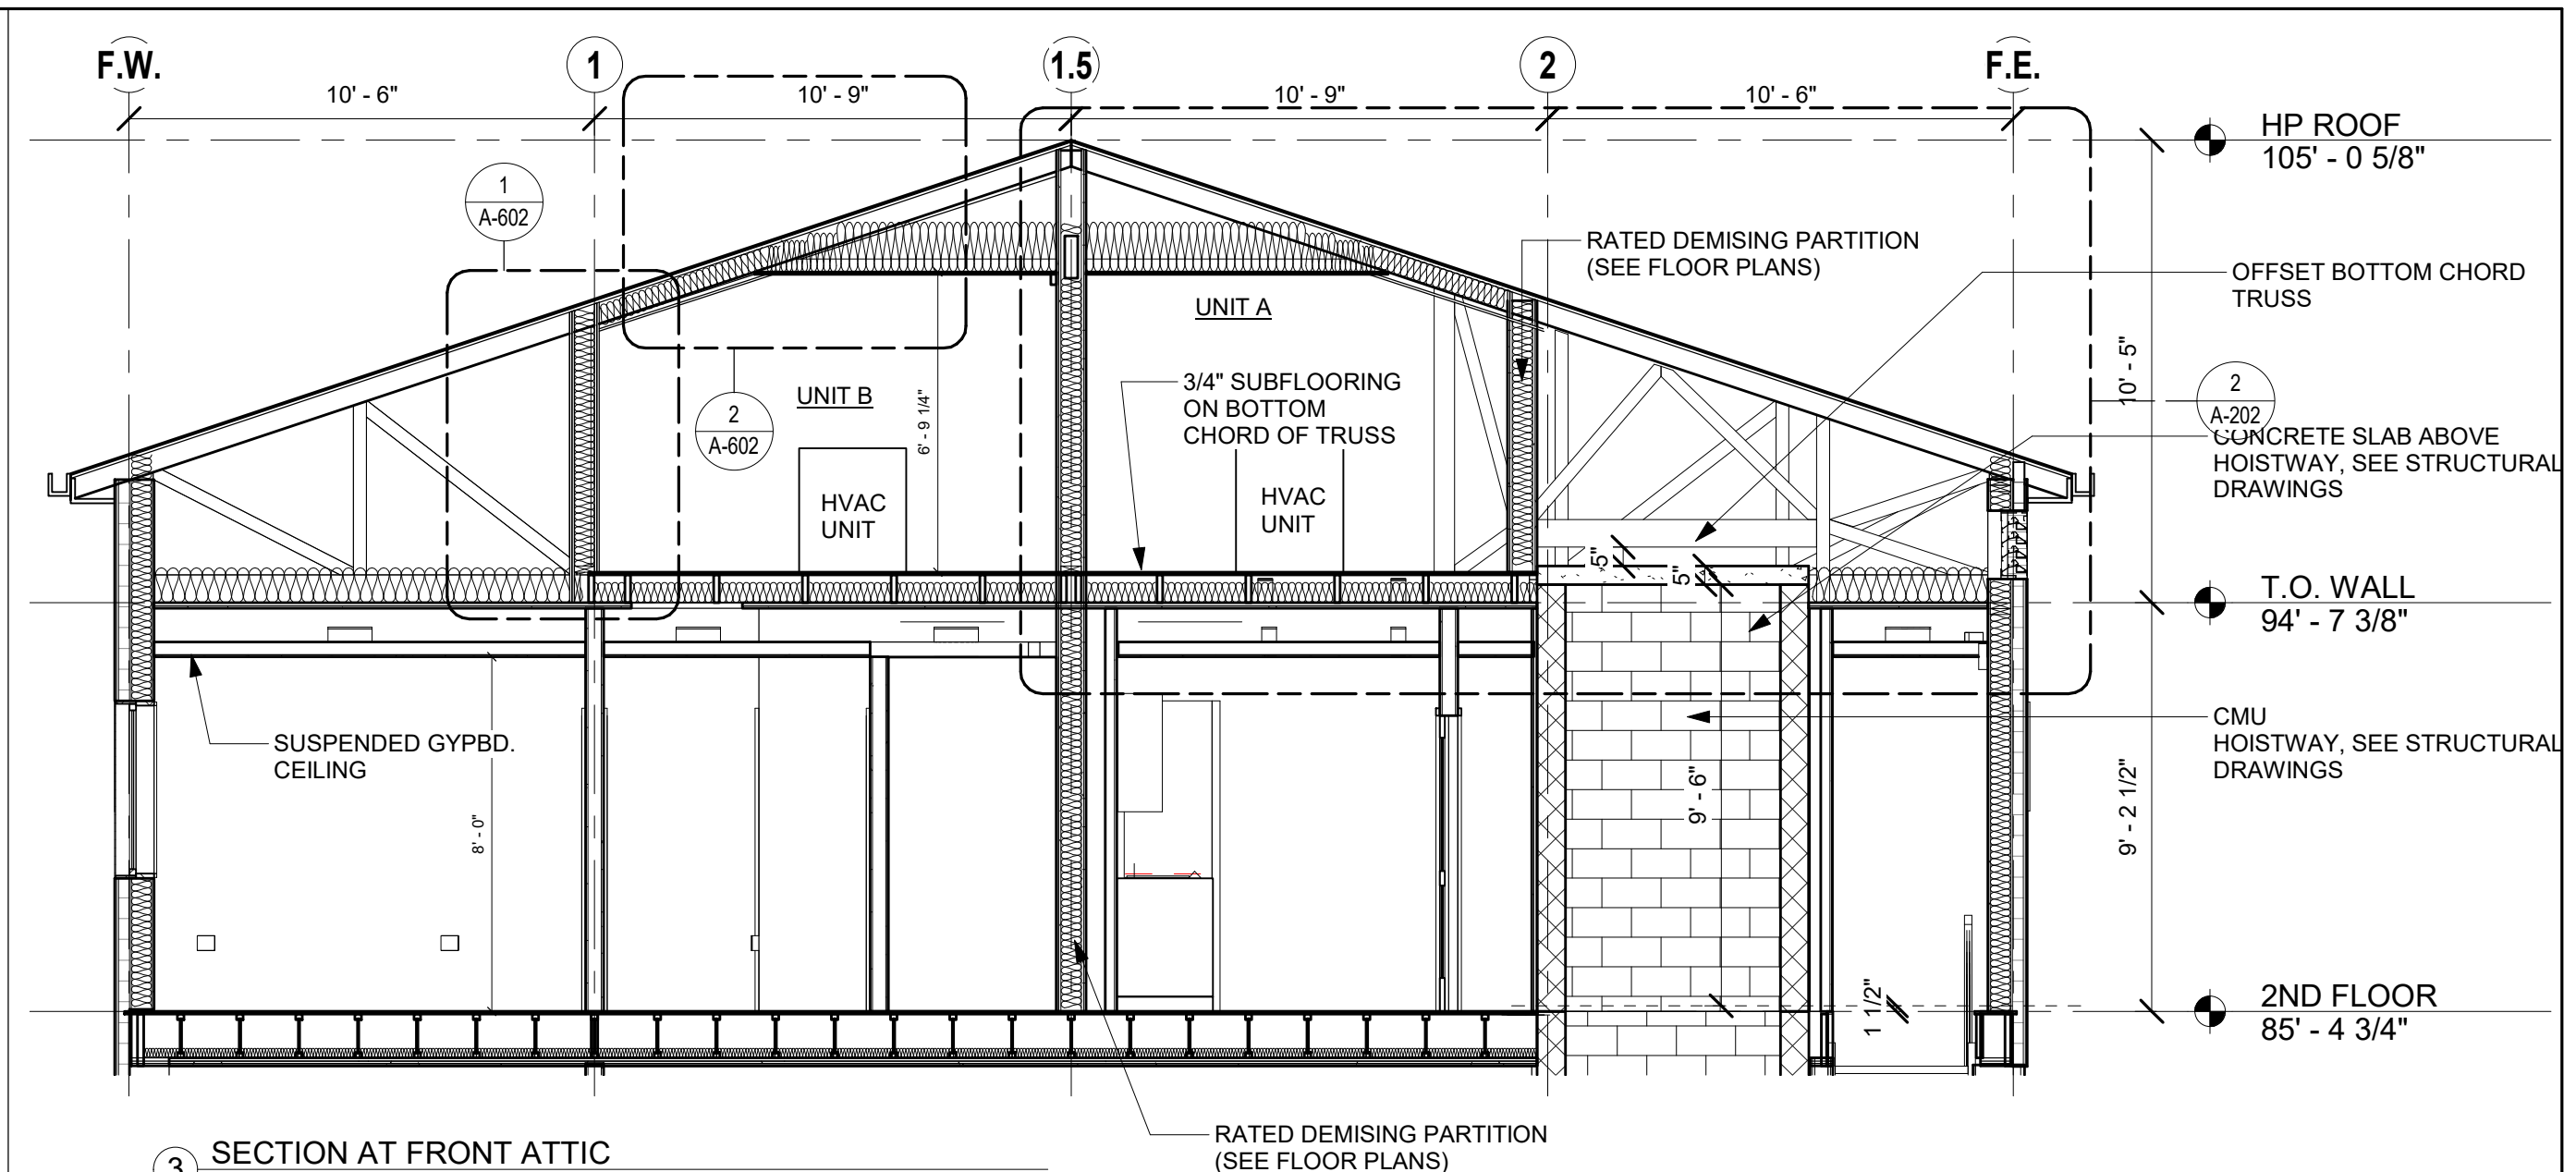 F.W.
1
1.5
2
F.E.
10' - 6"
10' - 9"
10' - 9"
10' - 6"
HP ROOF
105' - 0 5/8"
1
A-602
RATED DEMISING PARTITION
(SEE FLOOR PLANS)
OFFSET BOTTOM CHORD
TRUSS
UNIT A
10' - 5"
3/4" SUBFLOORING
ON BOTTOM
CHORD OF TRUSS
UNIT B
6' - 9 1/4"
2
A-602
2
A-202
CONCRETE SLAB ABOVE
HOISTWAY, SEE STRUCTURAL
DRAWINGS
HVAC
UNIT
HVAC
UNIT
5"
5"
T.O. WALL
94' - 7 3/8"
SUSPENDED GYPBD.
CEILING
8' - 0"
CMU
HOISTWAY, SEE STRUCTURAL
DRAWINGS
9' - 6"
9' - 2 1/2"
1 1/2"
2ND FLOOR
85' - 4 3/4"
RATED DEMISING PARTITION
(SEE FLOOR PLANS)
3
SECTION AT FRONT ATTIC